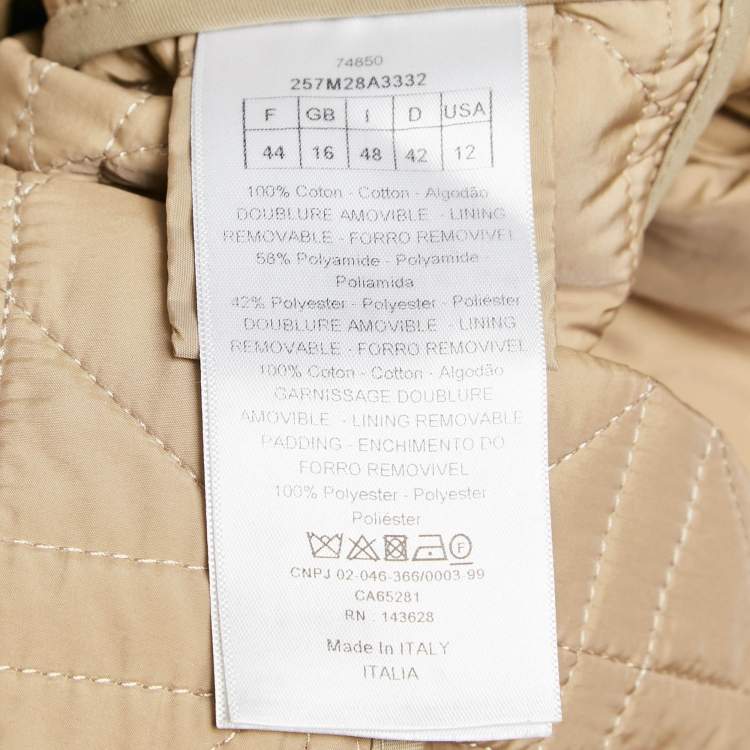 74850
257M28A3332
F GB I D USA
44 16 48 42 12
100% Coton - Cotton - Algodão
DOUBLURE AMOVIBLE - LINING
REMOVABLE - FORRO REMOVIVEL
58% Polyamide - Polyamide -
Poliamida
42% Polyester - Polyester - Poliéster
DOUBLURE AMOVIBLE - LINING
REMOVABLE - FORRO REMOVIVEL
100% Coton - Cotton - Algodão
GARNISSAGE DOUBLURE
AMOVIBLE - LINING REMOVABLE
PADDING - ENCHIMENTO DO
FORRO REMOVIVEL
100% Polyester - Polyester -
Poliéster
F
CNPJ 02-046-366/0003-99
CA65281
RN : 143628
Made In ITALY
ITALIA